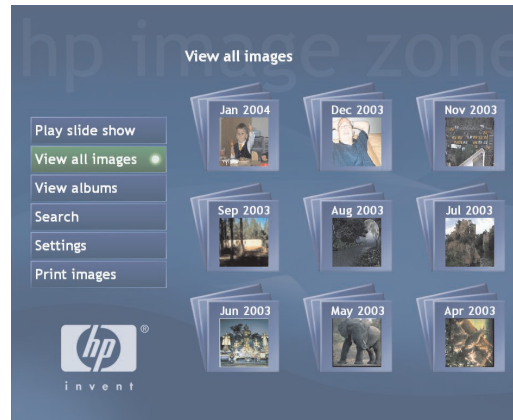 hp image zone
View all images
Jan 2004 Dec 2003 Nov 2003
Play slide show
View all images
View albums
Search
Settings
Print images
Sep 2003 Aug 2003 Jul 2003
Jun 2003 May 2003 Apr 2003
hp ®
invent